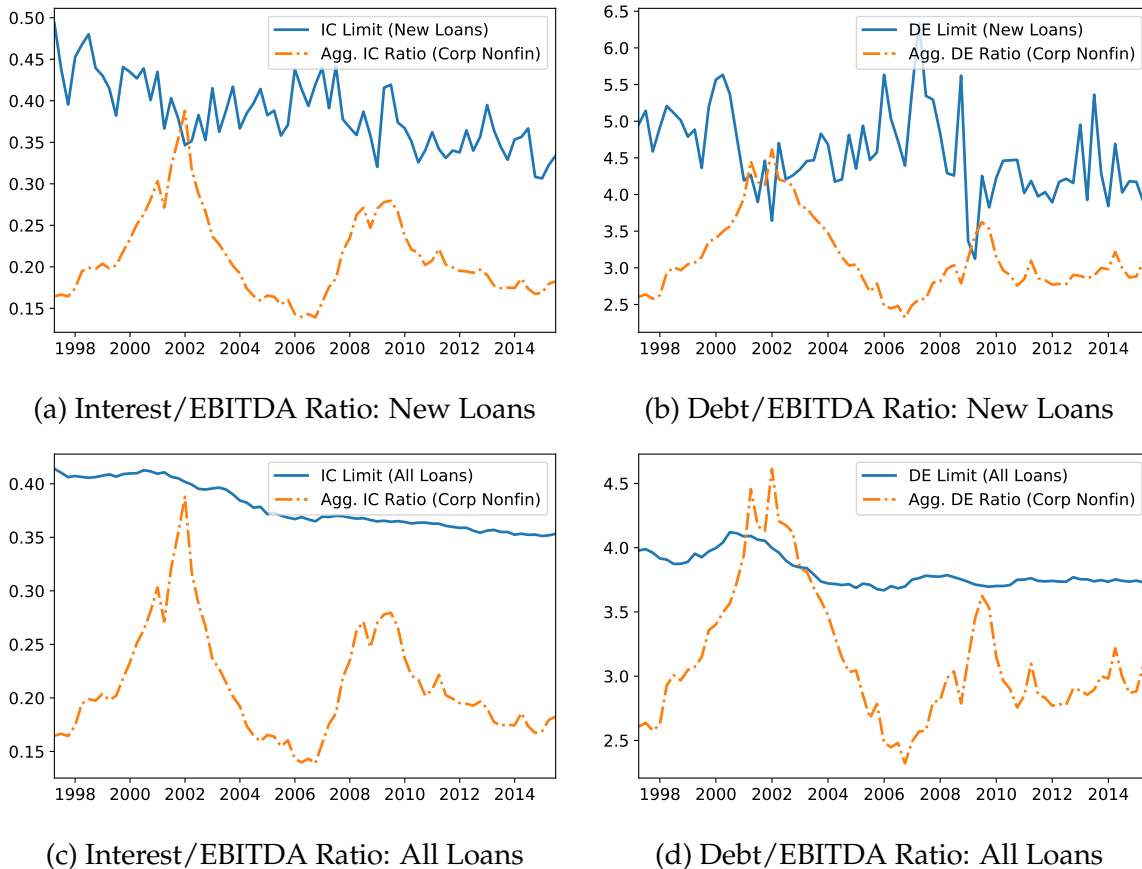 IC Limit (New Loans)
Agg. IC Ratio (Corp Nonfin)
0.50
0.45
0.40
0.35
0.30
0.25
0.20
0.15
1998 2000 2002 2004 2006 2008 2010 2012 2014
(a) Interest/EBITDA Ratio: New Loans
DE Limit (New Loans)
Agg. DE Ratio (Corp Nonfin)
6.5
6.0
5.5
5.0
4.5
4.0
3.5
3.0
2.5
1998 2000 2002 2004 2006 2008 2010 2012 2014
(b) Debt/EBITDA Ratio: New Loans
IC Limit (All Loans)
Agg. IC Ratio (Corp Nonfin)
0.40
0.35
0.30
0.25
0.20
0.15
1998 2000 2002 2004 2006 2008 2010 2012 2014
(c) Interest/EBITDA Ratio: All Loans
DE Limit (All Loans)
Agg. DE Ratio (Corp Nonfin)
4.5
4.0
3.5
3.0
2.5
1998 2000 2002 2004 2006 2008 2010 2012 2014
(d) Debt/EBITDA Ratio: All Loans